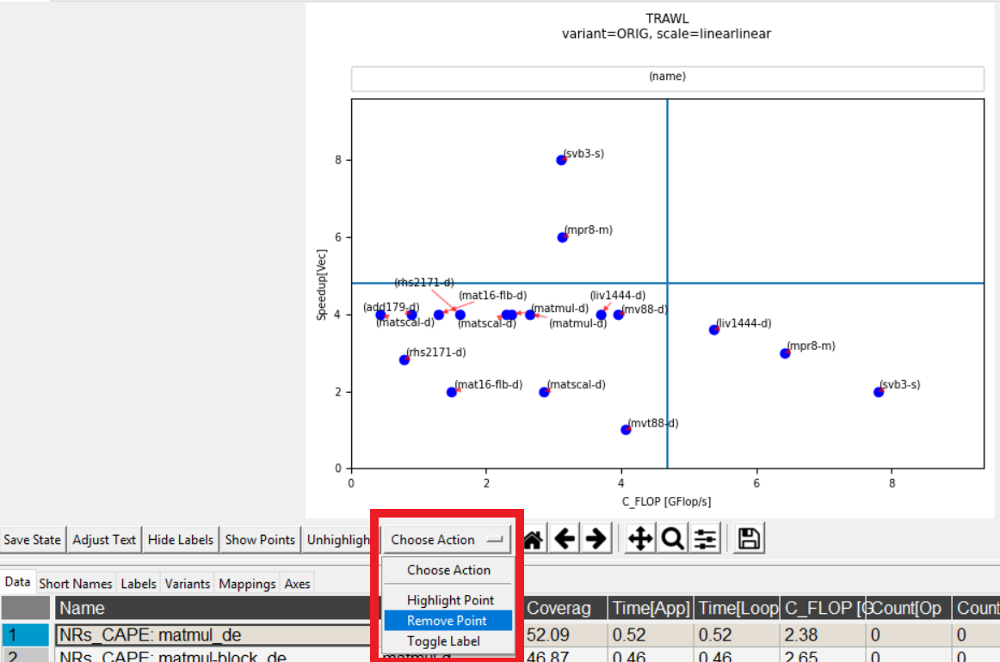 TRAWL
variant=ORIG, scale=linearlinear
(name)
8
(svb3-s)
6
(mpr8-m)
Speedup[Vec]
(rhs2171-d)
(mat16-flb-d)
(liv1444-d)
4
(add179-d)
(matmul-d)
(mv88-d)
(matscal-d)
(matscal-d)
(matmul-d)
(liv1444-d)
(rhs2171-d)
(mpr8-m)
2
(mat16-flb-d)
(matscal-d)
(svb3-s)
(mvt88-d)
0
0 2 4 6 8
C_FLOP [GFlop/s]
Save State Adjust Text Hide Labels Show Points Unhighligh Choose Action
Choose Action
Data Short Names Labels Variants Mappings Axes
Highlight Point
Name Coverag Time[App] Time[Loop C_FLOP [G Count[Op Count
Remove Point
1 NRs_CAPE: matmul_de 52.09 0.52 0.52 2.38 0 0
Toggle Label
2 NRs_CAPE: matmul-block_de matmul-d 46.87 0.46 0.46 2.65 0 0